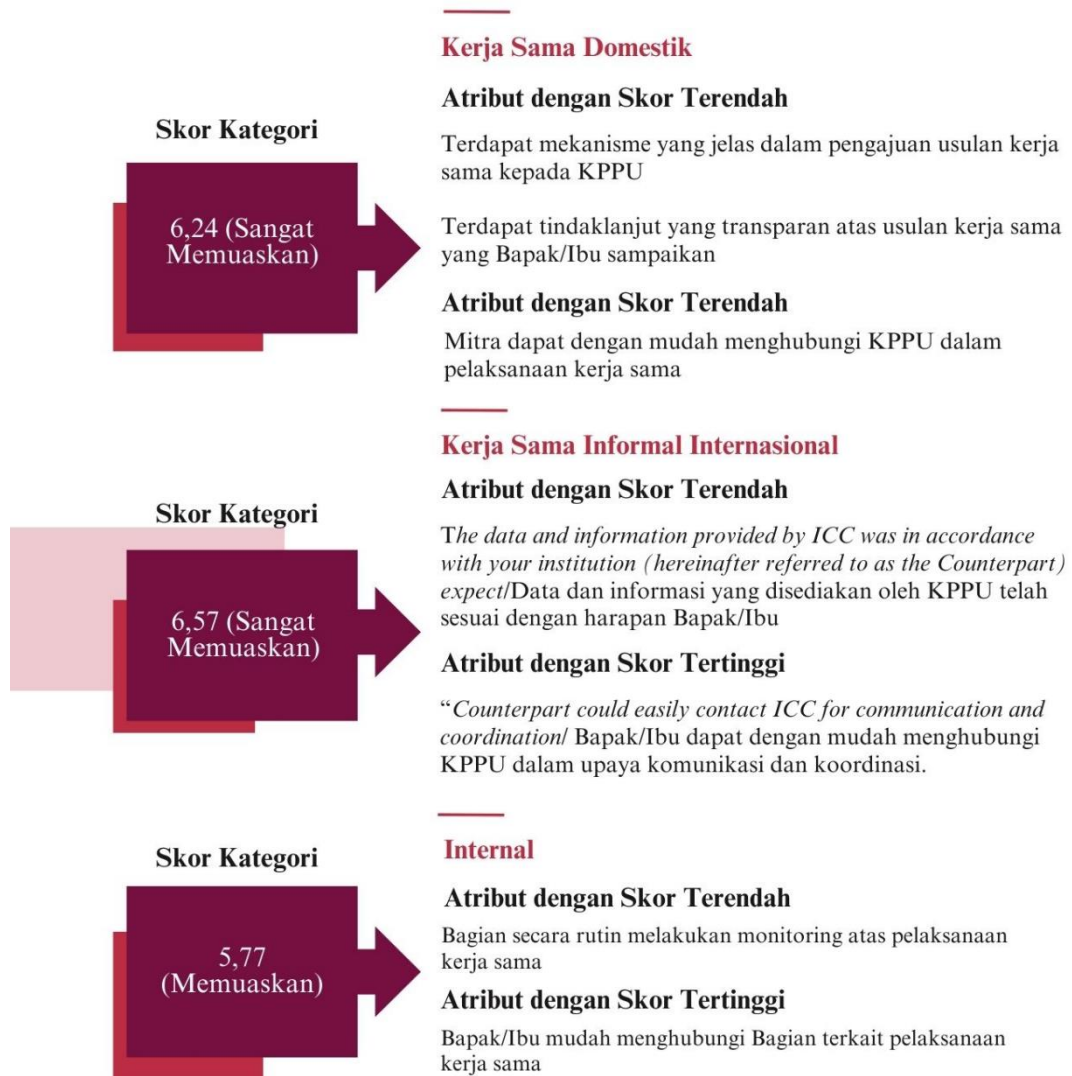 Kerja Sama Domestik
Atribut dengan Skor Terendah
Skor Kategori
Terdapat mekanisme yang jelas dalam pengajuan usulan kerja
sama kepada KPPU
6,24 (Sangat
Memuaskan)
Terdapat tindaklanjut yang transparan atas usulan kerja sama
yang Bapak/Ibu sampaikan
Atribut dengan Skor Terendah
Mitra dapat dengan mudah menghubungi KPPU dalam
pelaksanaan kerja sama
Kerja Sama Informal Internasional
Atribut dengan Skor Terendah
Skor Kategori
The data and information provided by ICC was in accordance
with your institution (hereinafter referred to as the Counterpart)
expect/Data dan informasi yang disediakan oleh KPPU telah
sesuai dengan harapan Bapak/Ibu
6,57 (Sangat
Memuaskan)
Atribut dengan Skor Tertinggi
“Counterpart could easily contact ICC for communication and
coordination/ Bapak/Ibu dapat dengan mudah menghubungi
KPPU dalam upaya komunikasi dan koordinasi.
Internal
Skor Kategori
Atribut dengan Skor Terendah
Bagian secara rutin melakukan monitoring atas pelaksanaan
kerja sama
5,77
(Memuaskan)
Atribut dengan Skor Tertinggi
Bapak/Ibu mudah menghubungi Bagian terkait pelaksanaan
kerja sama